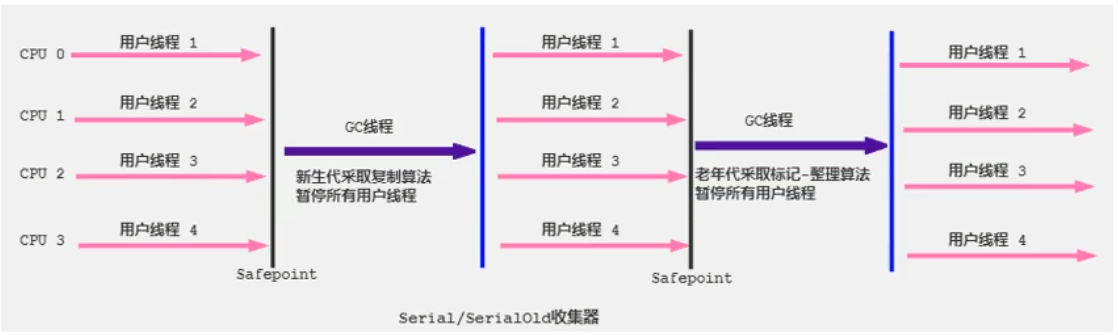 CPU 0
用户线程 1
用户线程 1
用户线程 1
CPU 1
用户线程 2
用户线程 2
用户线程 2
GC线程
GC线程
CPU 2
用户线程 3
用户线程 3
用户线程 3
新生代采取复制算法
暂停所有用户线程
老年代采取标记-整理算法
暂停所有用户线程
CPU 3
用户线程 4
用户线程 4
用户线程 4
Safepoint
Safepoint
Serial/SerialOld收集器